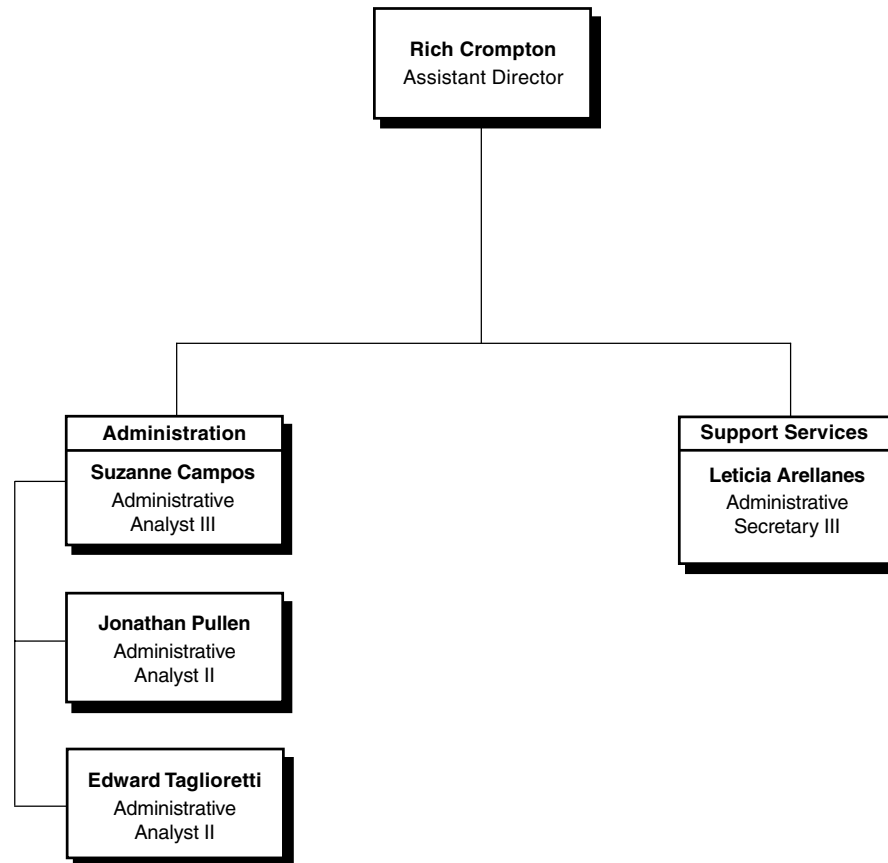 Rich Crompton
Assistant Director
Administration
Suzanne Campos
Administrative
Analyst III
Support Services
Leticia Arellanes
Administrative
Secretary III
Jonathan Pullen
Administrative
Analyst II
Edward Taglioretti
Administrative
Analyst II